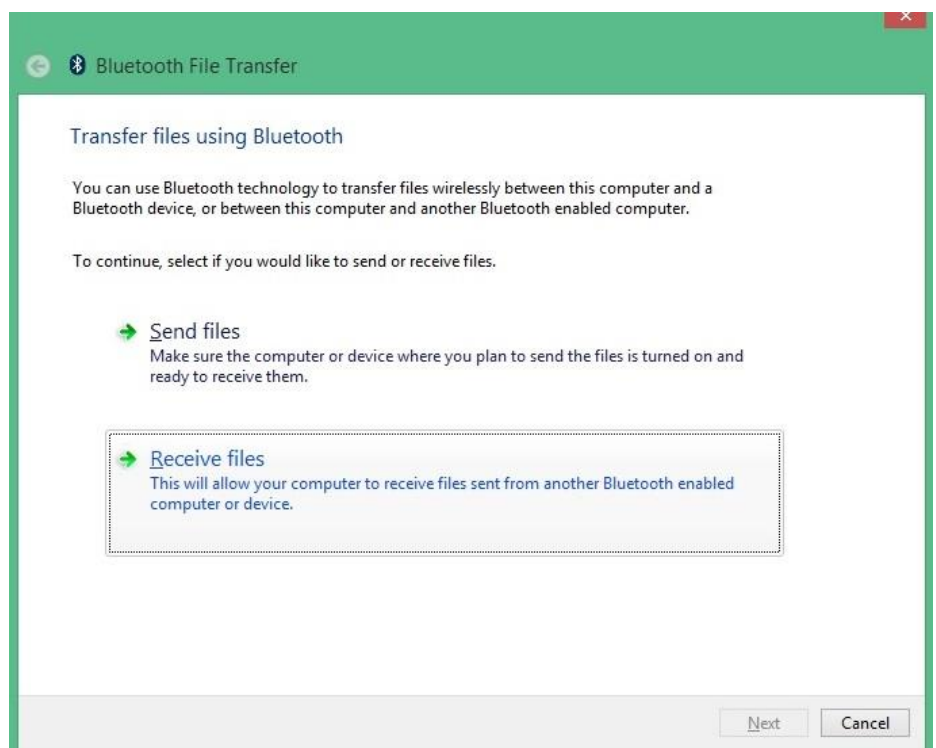 Bluetooth File Transfer
Transfer files using Bluetooth
You can use Bluetooth technology to transfer files wirelessly between this computer and a
Bluetooth device, or between this computer and another Bluetooth enabled computer.
To continue, select if you would like to send or receive files.
Send files
Make sure the computer or device where you plan to send the files is turned on and
ready to receive them.
Receive files
This will allow your computer to receive files sent from another Bluetooth enabled
computer or device.
Next Cancel